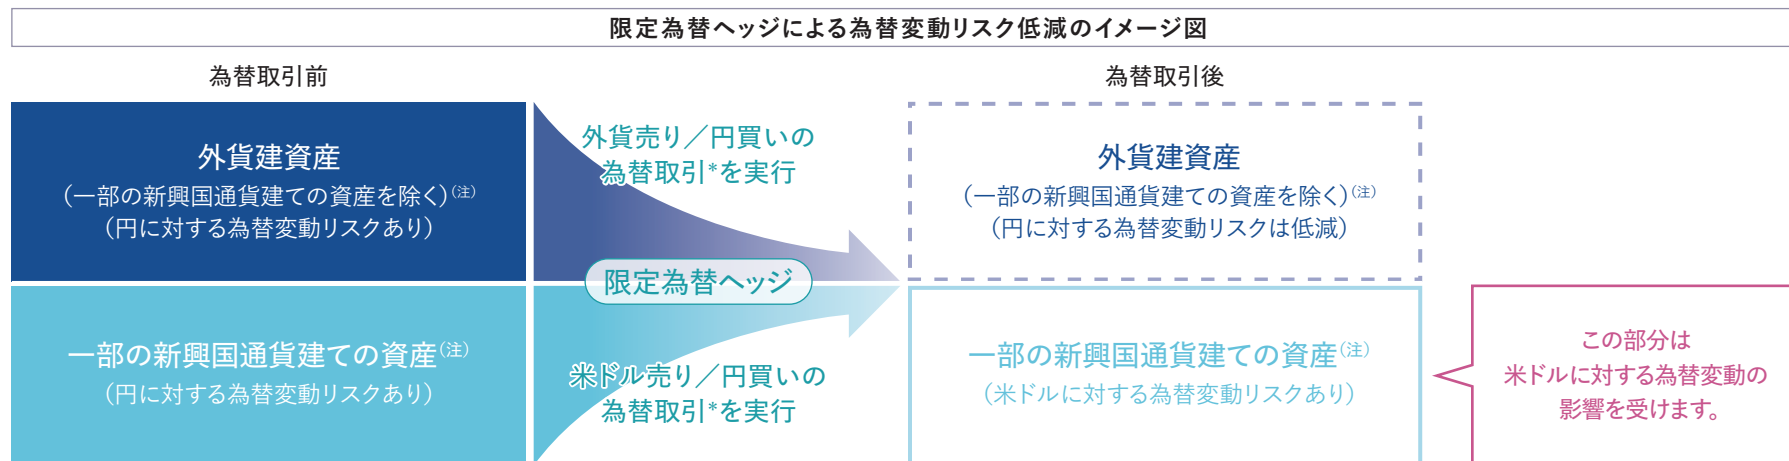 限定為替ヘッジによる為替変動リスク低減のイメージ図
為替取引前
為替取引後
外貨建資産
（一部の新興国通貨建ての資産を除く）(注)
（円に対する為替変動リスクあり）
外貨売り／円買いの
為替取引*を実行
外貨建資産
（一部の新興国通貨建ての資産を除く）(注)
（円に対する為替変動リスクは低減）
限定為替ヘッジ
一部の新興国通貨建ての資産(注)
（円に対する為替変動リスクあり）
米ドル売り／円買いの
為替取引*を実行
一部の新興国通貨建ての資産(注)
（米ドルに対する為替変動リスクあり）
この部分は
米ドルに対する為替変動の
影響を受けます。